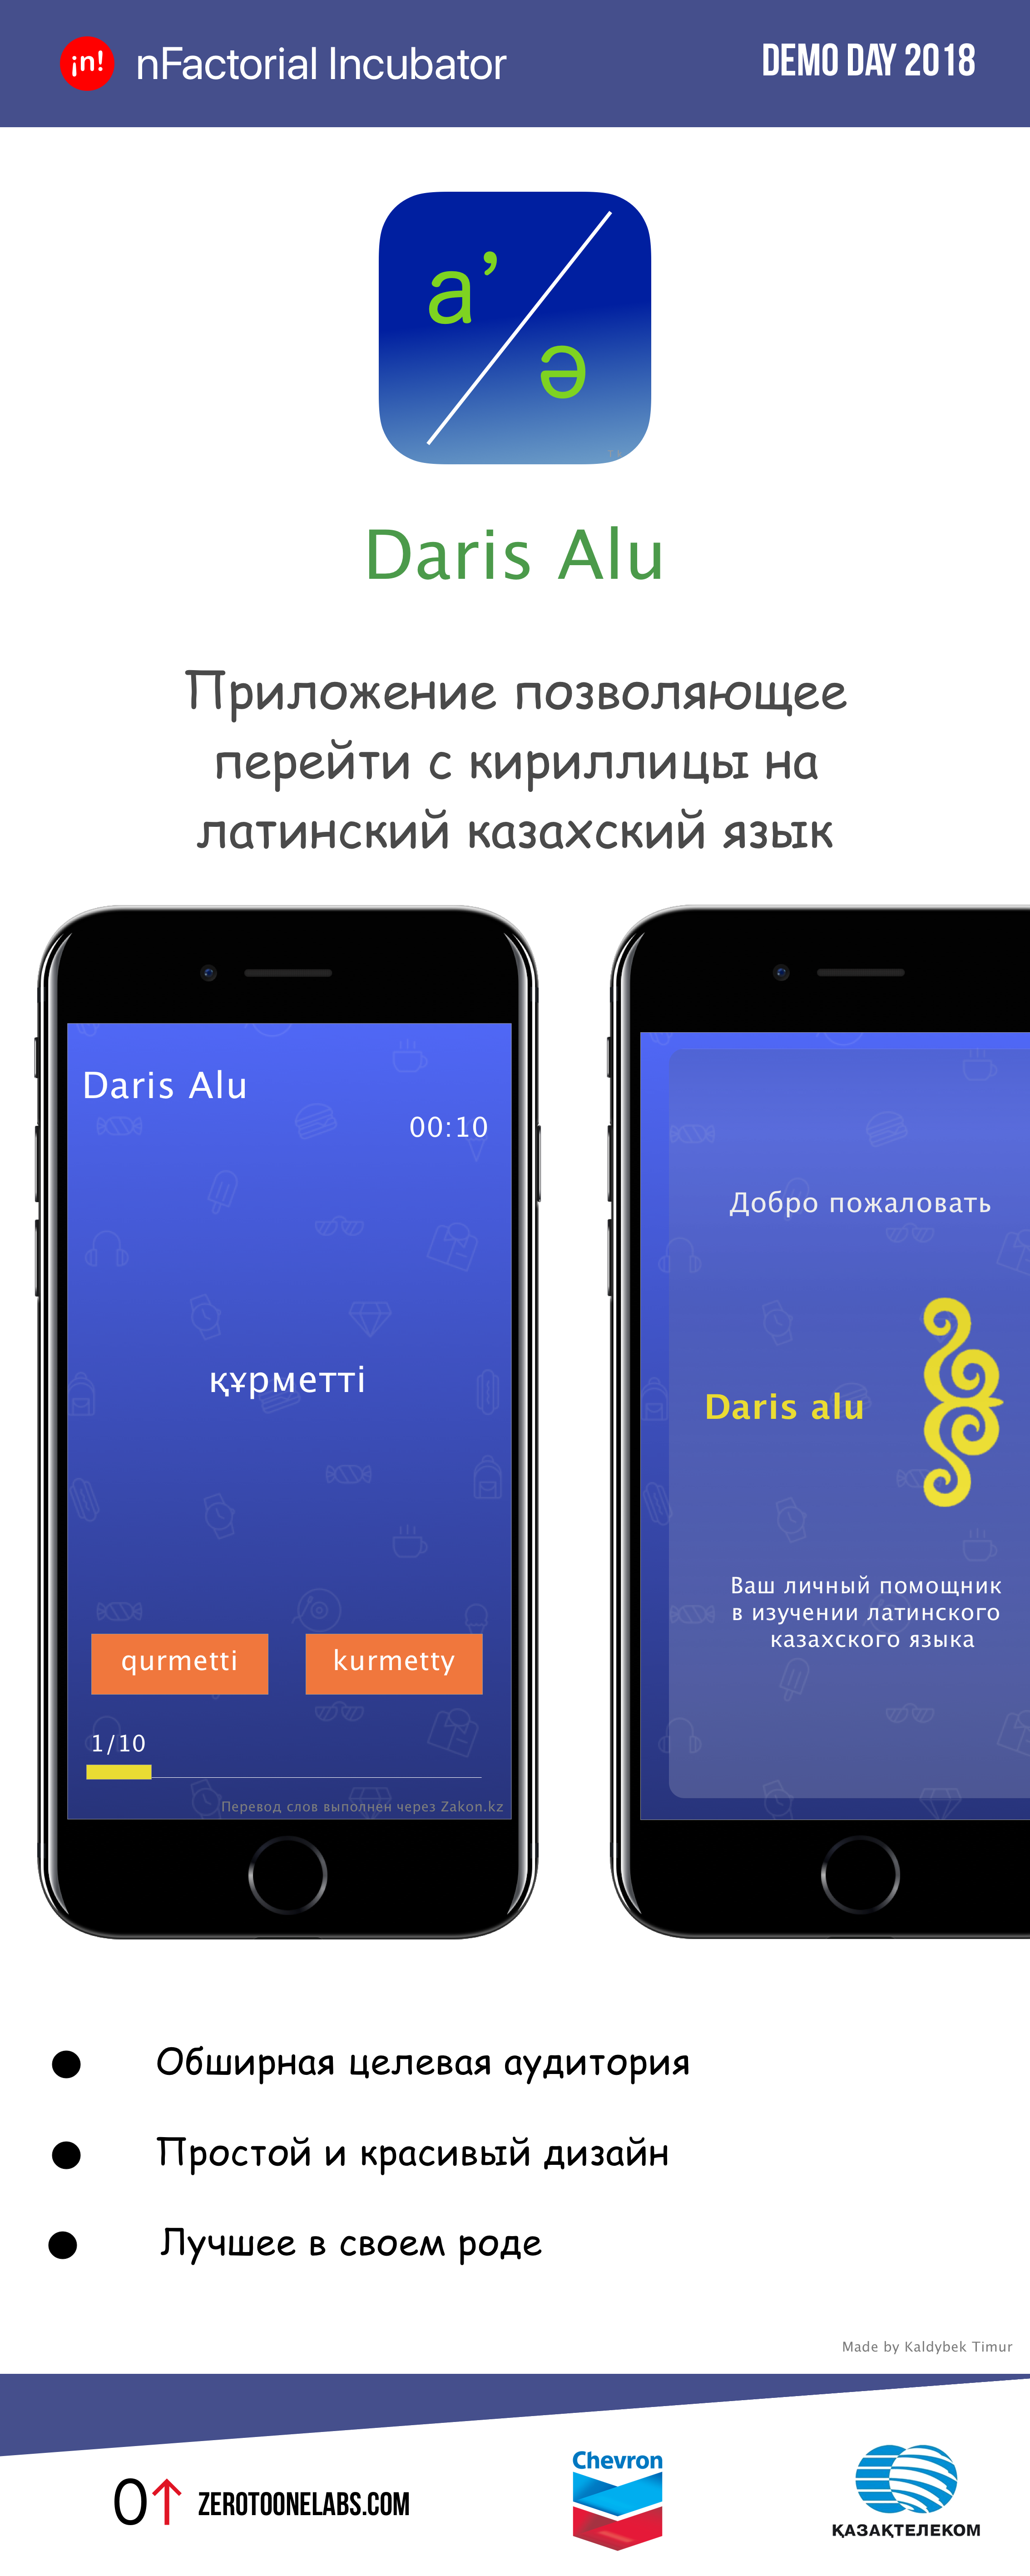 ¡n!
nFactorial Incubator
DEMO DAY 2018
a’
ә
Daris Alu
Приложение позволяющее
перейти с кириллицы на
латинский казахский язык
Daris Alu
00:10
құрметті
qurmetti
kurmetty
1/10
Перевод слов выполнен через Zakon.kz
Добро пожаловать
Daris alu
Ваш личный помощник
в изучении латинского
казахского языка
● Обширная целевая аудитория
● Простой и красивый дизайн
● Лучшее в своем роде
Made by Kaldybek Timur
0↑ ZEROTOONELABS.COM
Chevron
ҚАЗАҚТЕЛЕКОМ